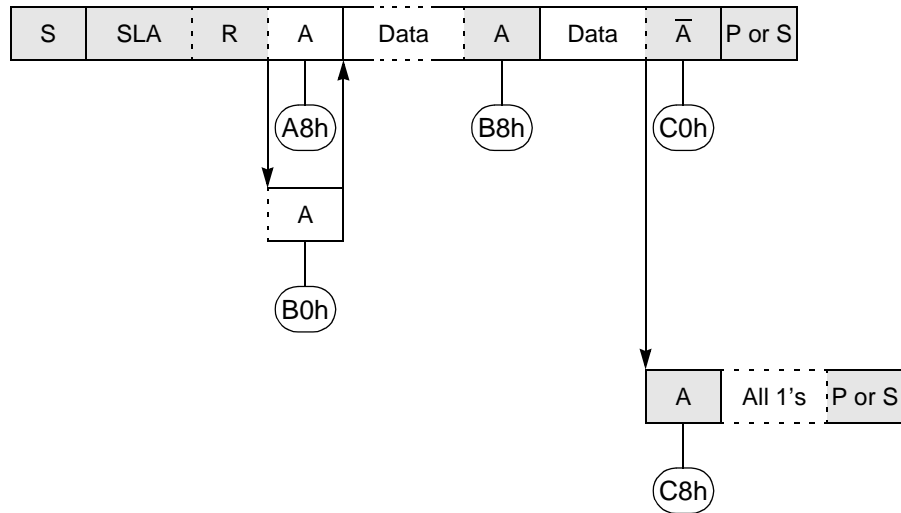 S SLA R A Data A Data A̅ P or S
A8h B8h C0h
A
B0h
A All 1's P or S
C8h